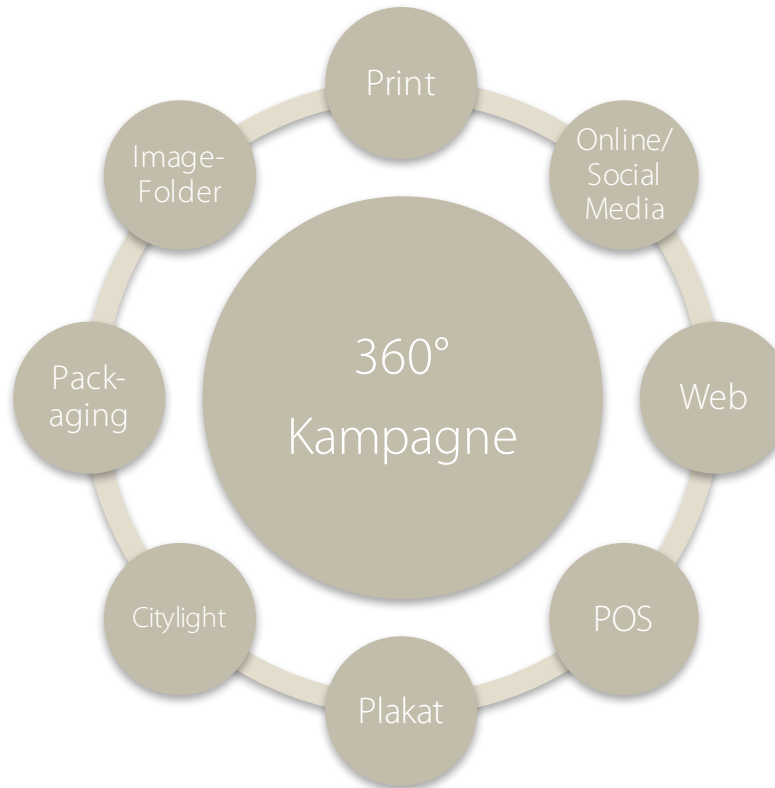 Print
Online/
Social
Media
Web
POS
Plakat
Citylight
Pack-
aging
Image-
Folder
360°
Kampagne